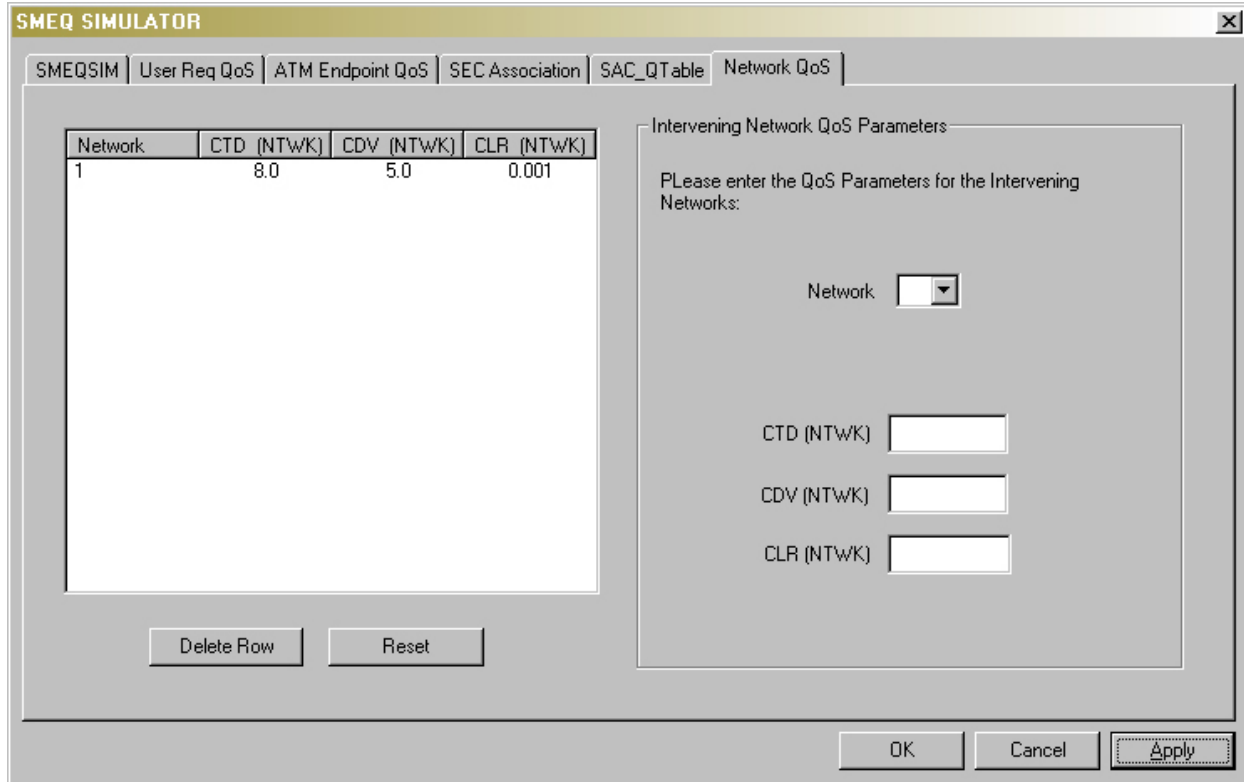 SMEQ SIMULATOR
SMEQSIM User Req QoS ATM Endpoint QoS SEC Association SAC_QTable Network QoS
Network CTD (NTWK) CDV (NTWK) CLR (NTWK)
1 8.0 5.0 0.001
Intervening Network QoS Parameters
PLease enter the QoS Parameters for the Intervening
Networks:
Network
CTD (NTWK)
CDV (NTWK)
CLR (NTWK)
Delete Row Reset
OK Cancel Apply